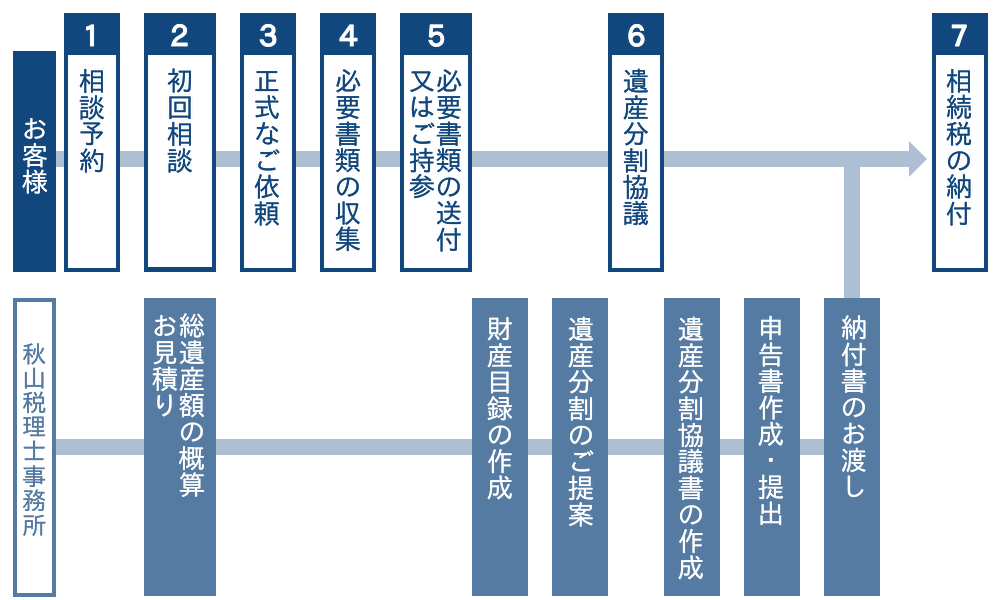 お客様
1
相談予約
2
初回相談
3
正式なご依頼
4
必要書類の収集
5
必要書類の送付
又はご持参
6
遺産分割協議
7
相続税の納付
秋山税理士事務所
総遺産額の概算
お見積り
財産目録の作成
遺産分割のご提案
遺産分割協議書の作成
申告書作成・提出
納付書のお渡し